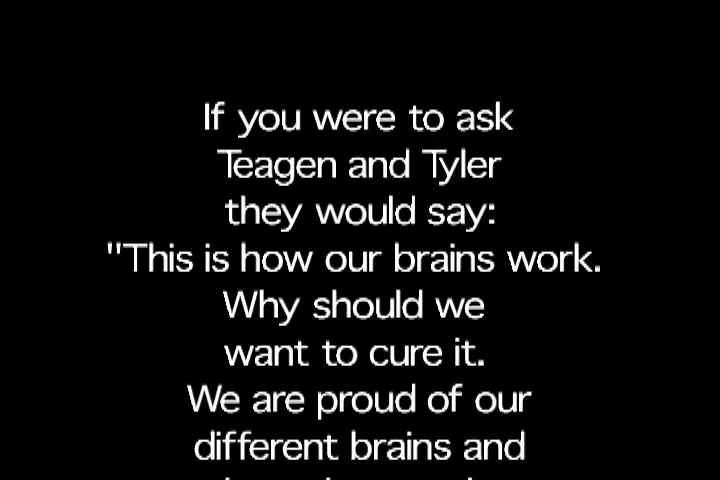 If you were to ask
Teagen and Tyler
they would say:
"This is how our brains work.
Why should we
want to cure it.
We are proud of our
different brains and